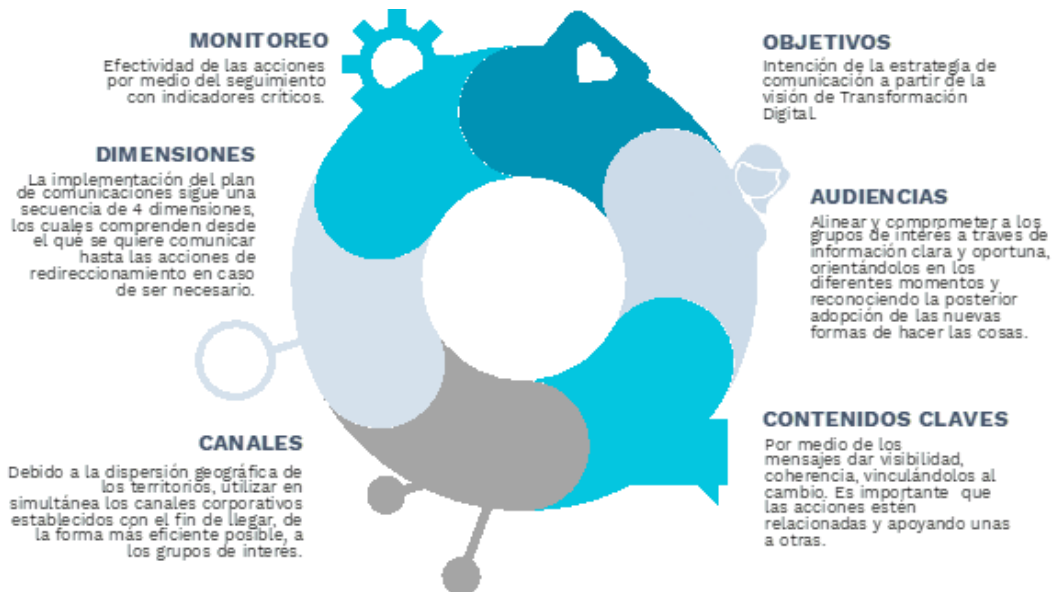 MONITOREO
Efectividad de las acciones
por medio del seguimiento
con indicadores críticos.
DIMENSIONES
La implementación del plan
de comunicaciones sigue una
secuencia de 4 dimensiones,
los cuales comprenden desde
el qué se quiere comunicar
hasta las acciones de
redireccionamiento en caso
de ser necesario.
CANALES
Debido a la dispersión geográfica de
los territorios, utilizar en
simultánea los canales corporativos
establecidos con el fin de llegar, de
la forma más eficiente posible, a
los grupos de interés.
OBJETIVOS
Intención de la estrategia de
comunicación a partir de la
visión de Transformación
Digital.
AUDIENCIAS
Alinear y comprometer a los
grupos de interés a través de
información clara y oportuna,
orientándolos en los
diferentes momentos y
reconociendo la posterior
adopción de las nuevas
formas de hacer las cosas.
CONTENIDOS CLAVES
Por medio de los
mensajes dar visibilidad,
coherencia, vinculándolos al
cambio. Es importante que
las acciones estén
relacionadas y apoyando unas
a otras.